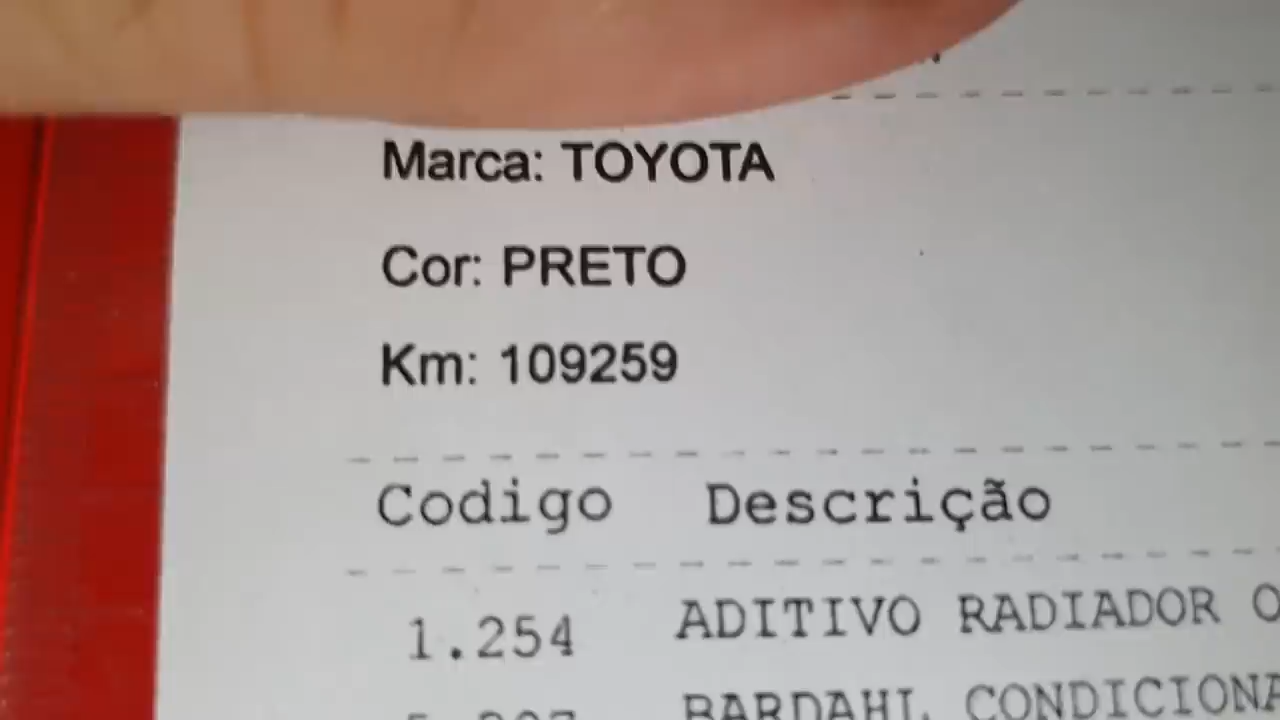 Marca: TOYOTA
Cor: PRETO
Km: 109259
Codigo Descrição
1.254 ADITIVO RADIADOR O
BARDAHL CONDICIONA